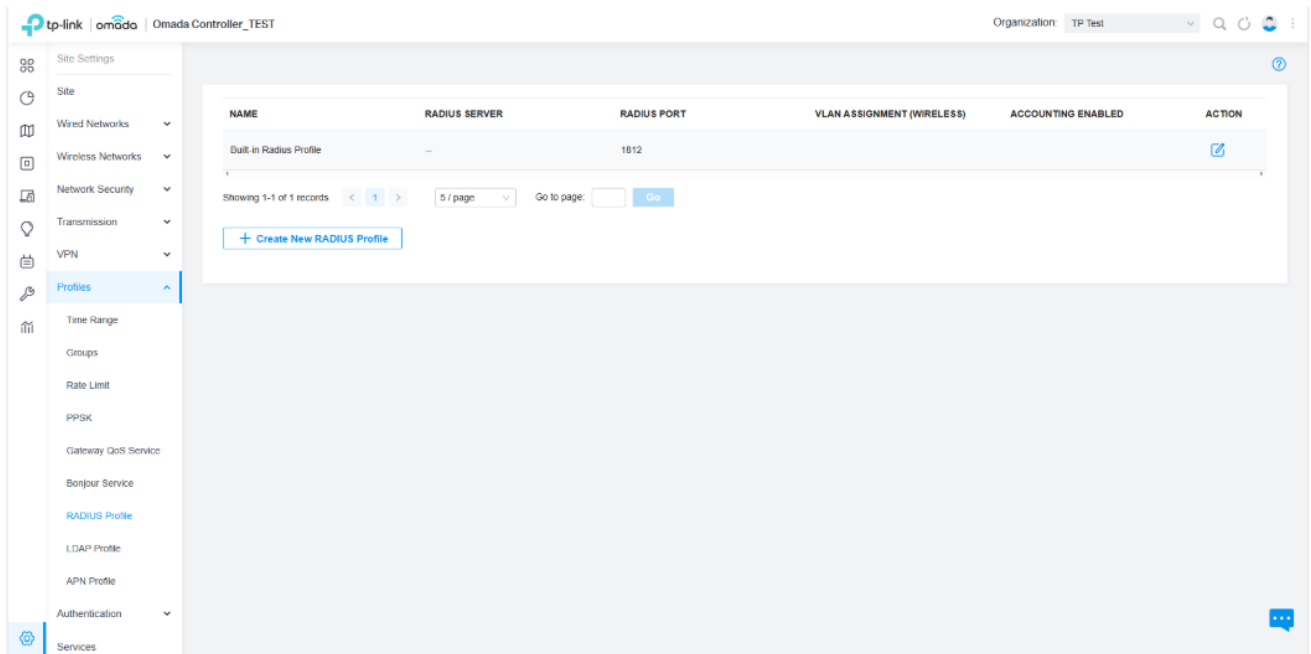 tp-link | omada | Omada Controller_TEST
Organization: TP Test
Site Settings
Site
Wired Networks
Wireless Networks
Network Security
Transmission
VPN
Profiles
Time Range
Groups
Rate Limit
PPSK
Gateway QoS Service
Bonjour Service
RADIUS Profile
LDAP Profile
APN Profile
Authentication
Services
NAME RADIUS SERVER RADIUS PORT VLAN ASSIGNMENT (WIRELESS) ACCOUNTING ENABLED ACTION
Built-in Radius Profile -- 1812
Showing 1-1 of 1 records < 1 > 5 / page Go to page: Go
+ Create New RADIUS Profile